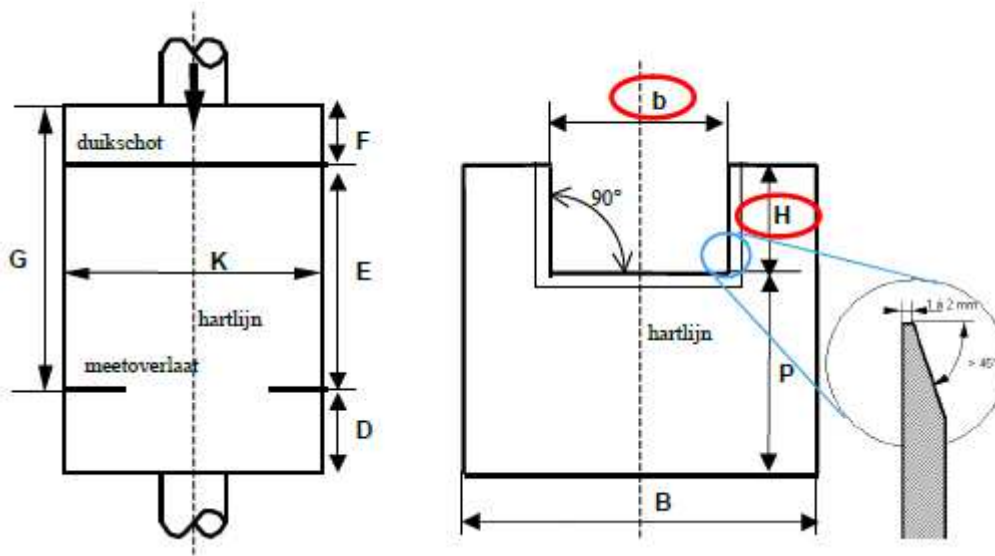 duikschot
F
G
K
E
hartlijn
meetoverlaat
D
b
90°
H
hartlijn
P
B
1 à 2 mm
> 45°